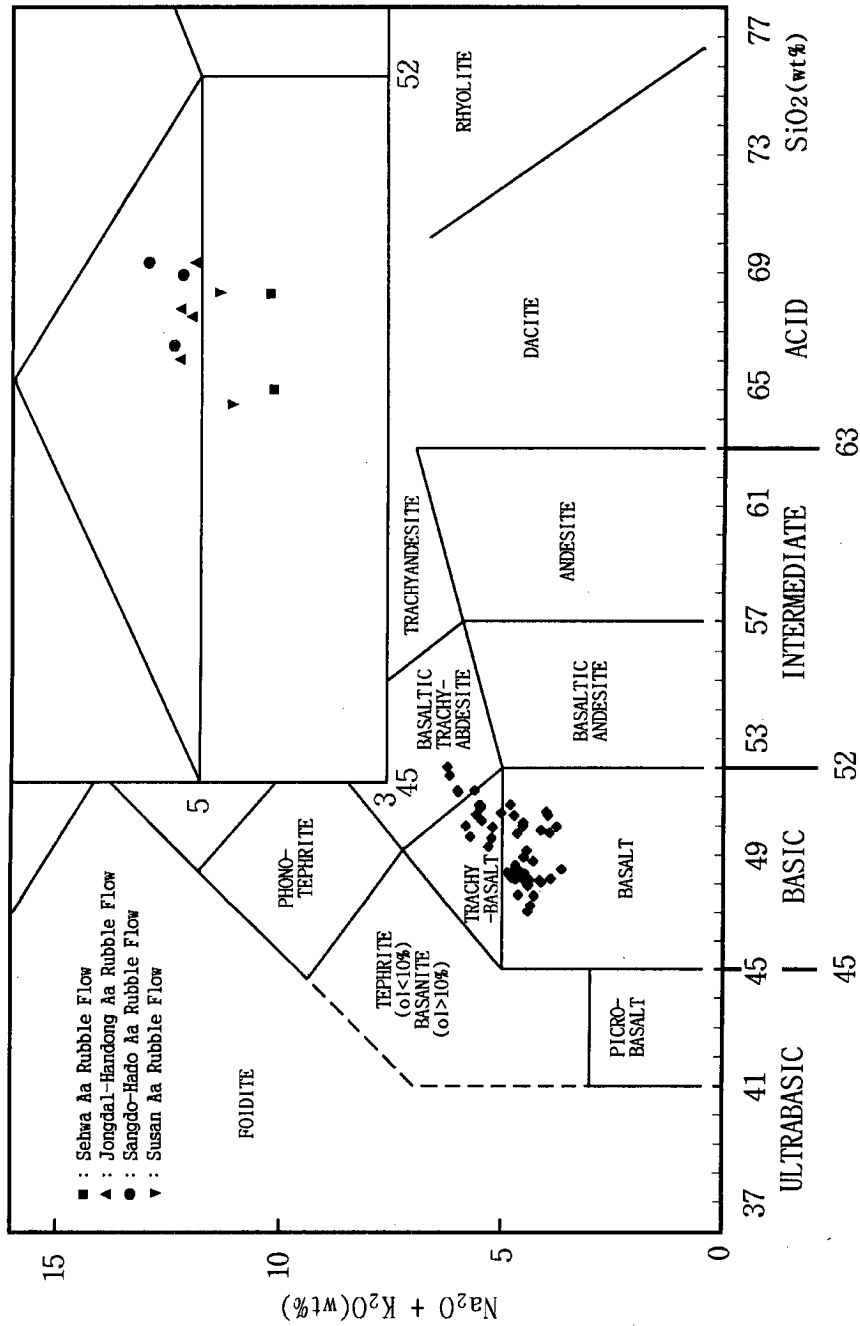 ■ : Sehwa Aa Rubble Flow
▲ : Jongdal-Handong Aa Rubble Flow
● : Sangdo-Hado Aa Rubble Flow
▼ : Susan Aa Rubble Flow
FOIDITE
PHONO-
TEPHRITE
TEPHRITE
(ol<10%)
BASANITE
(ol>10%)
PICRO-
BASALT
TRACHY
-BASALT
BASALT
BASALTIC
TRACHY-
ABDESITE
BASALTIC
ANDESITE
TRACHYANDESITE
ANDESITE
DACITE
RHYOLITE
5
3
45
52
15
10
5
0
Na2O + K2O(wt%)
37
41
45
49
52
53
57
61
65
69
73
77
SiO2(wt%)
45
52
63
ULTRABASIC
BASIC
INTERMEDIATE
ACID